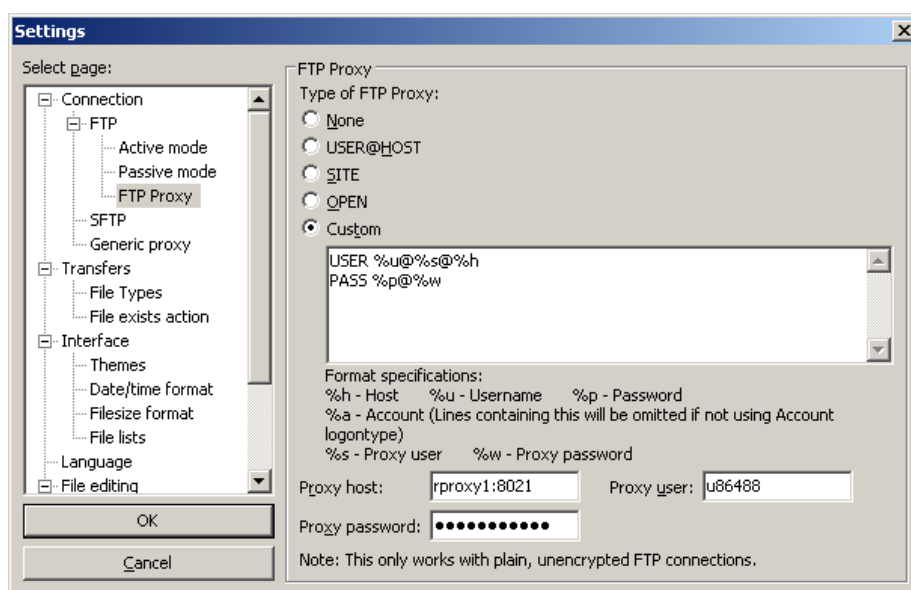 Settings
Select page:
Connection
FTP
Active mode
Passive mode
FTP Proxy
SFTP
Generic proxy
Transfers
File Types
File exists action
Interface
Themes
Date/time format
Filesize format
File lists
Language
File editing
OK
Cancel
FTP Proxy
Type of FTP Proxy:
None
USER@HOST
SITE
OPEN
Custom
USER %u@%s@%h
PASS %p@%w
Format specifications:
%h - Host %u - Username %p - Password
%a - Account (Lines containing this will be omitted if not using Account
logontype)
%s - Proxy user %w - Proxy password
Proxy host: rproxy1:8021 Proxy user: u86488
Proxy password: ●●●●●●●●●●●
Note: This only works with plain, unencrypted FTP connections.